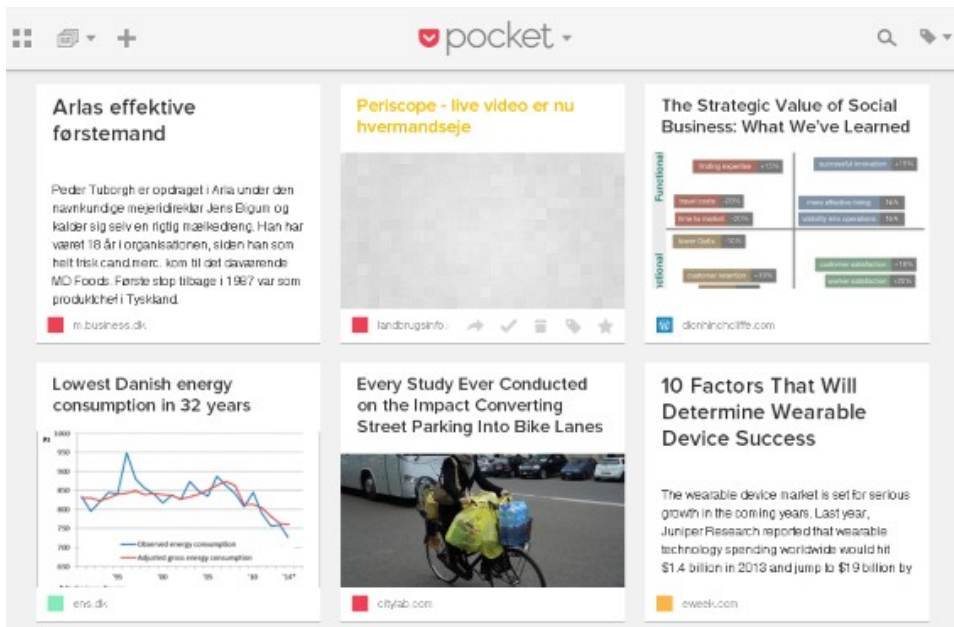 pocket
Arlas effektive
førstemand
Peder Tuborgh er opdraget i Arla under den
navnkundige mejeridirektør Jens Bigum og
kalder sig selv en rigtig mælkedreng. Han har
været 18 år i organisationen, siden han som
helt frisk cand merc. kom til det daværende
MD Foods. Første stop tilbage i 1987 var som
produktchef i Tyskland.
m.business.dk
Periscope - live video er nu
hvermandseje
landbrugsinfo.
The Strategic Value of Social
Business: What We've Learned
Functional
finding expertise +15%
successful innovation
travel costs -20%
time to market -20%
more effective hiring N/A
visibility into operations N/A
lower OpEx -10%
customer retention
customer satisfaction
worker satisfaction +20%
ctional
dionhinchcliffe.com
Lowest Danish energy
consumption in 32 years
PJ
1000
950
900
850
800
750
700
650
Observed energy consumption
Adjusted gross energy consumption
'95 '00 '05 '10 '14*
ens.dk
Every Study Ever Conducted
on the Impact Converting
Street Parking Into Bike Lanes
citylab.com
10 Factors That Will
Determine Wearable
Device Success
The wearable device market is set for serious
growth in the coming years. Last year,
Juniper Research reported that wearable
technology spending worldwide would hit
$1.4 billion in 2013 and jump to $19 billion by
eweek.com